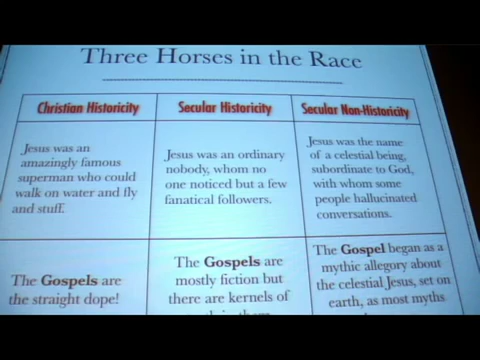 Three Horses in the Race
Christian Historicity
Secular Historicity
Secular Non-Historicity
Jesus was an
amazingly famous
superman who could
walk on water and fly
and stuff.
Jesus was an ordinary
nobody, whom no
one noticed but a few
fanatical followers.
Jesus was the name
of a celestial being,
subordinate to God,
with whom some
people hallucinated
conversations.
The Gospels are
the straight dope!
The Gospels are
mostly fiction but
there are kernels of
The Gospel began as a
mythic allegory about
the celestial Jesus, set on
earth, as most myths